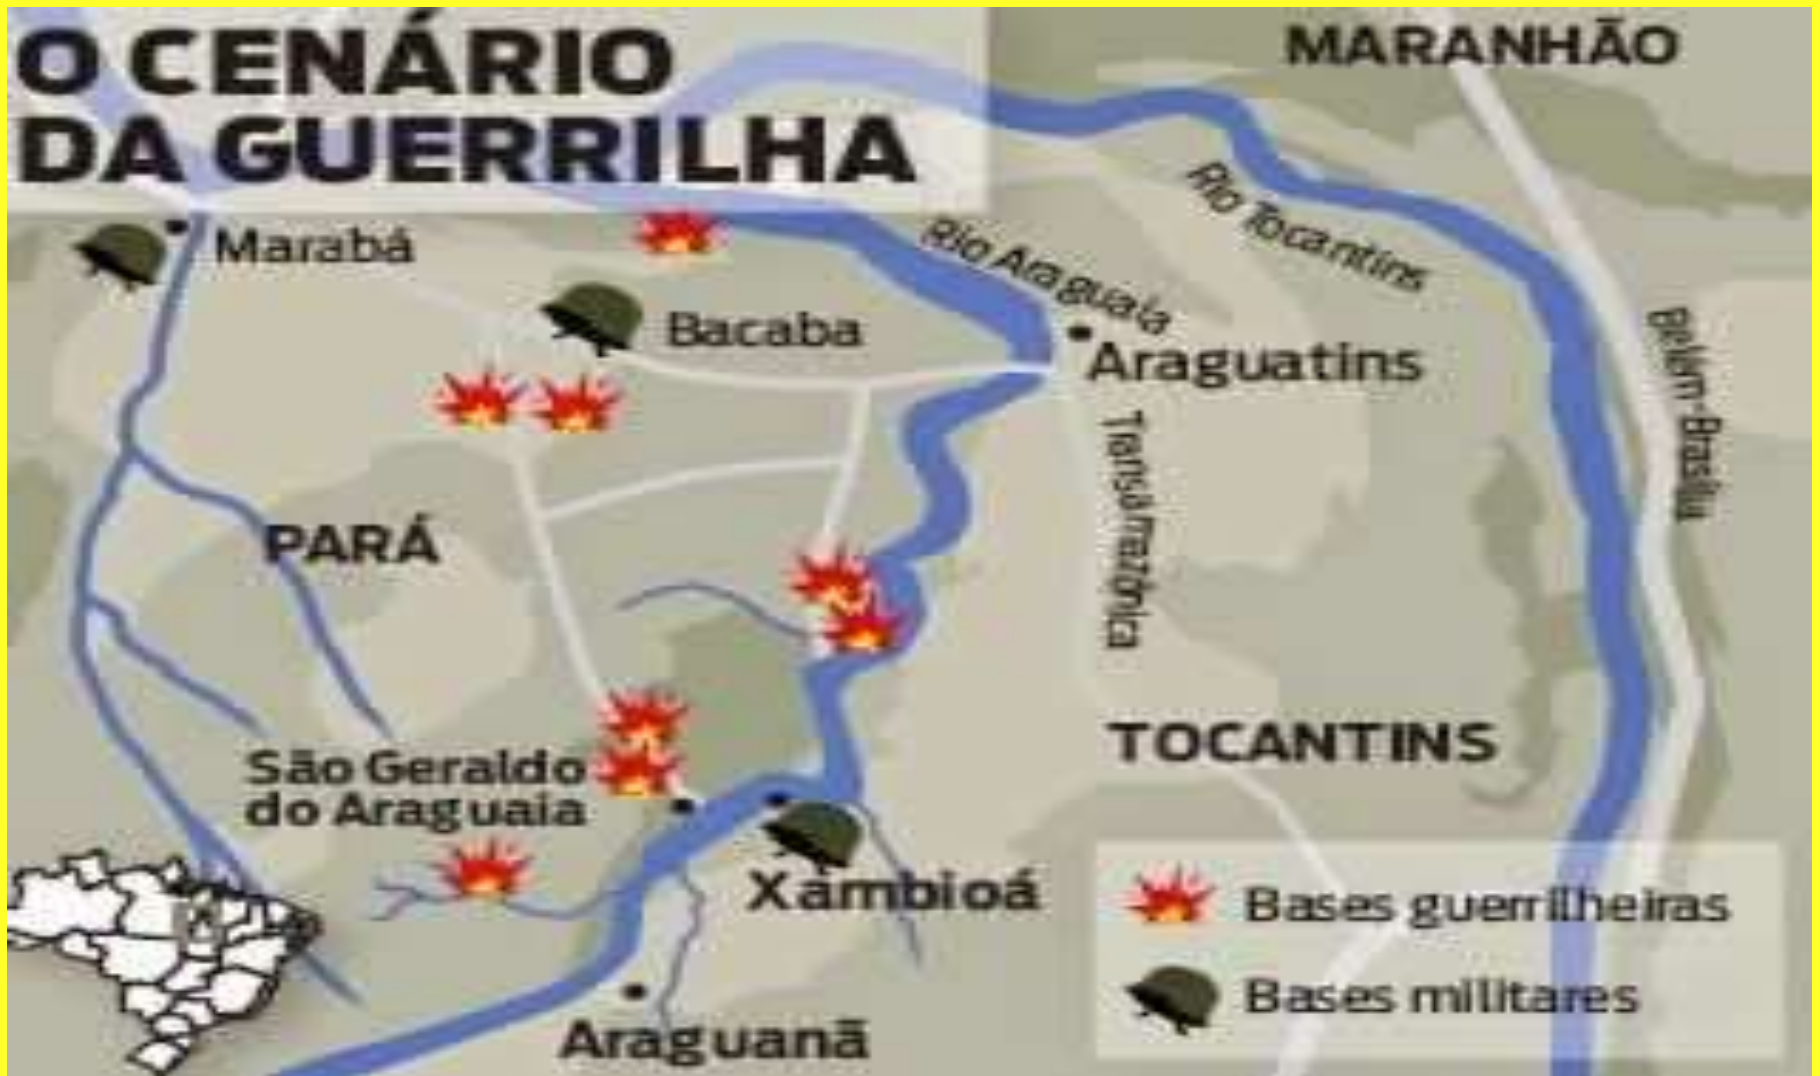 O CENÁRIO
DA GUERRILHA
MARANHÃO
Rio Tocantins
Marabá
Rio Araguaia
Bacaba
Araguatins
Belém-Brasília
Transamazônica
PARÁ
TOCANTINS
São Geraldo
do Araguaia
Xambioá
Bases guerrilheiras
Bases militares
Araguanã